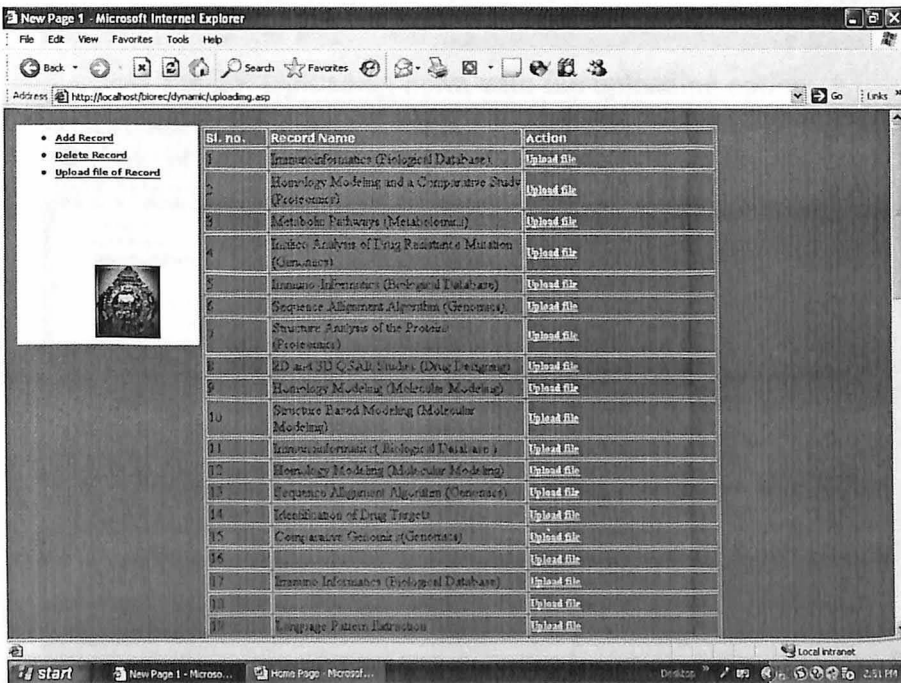 New Page 1 - Microsoft Internet Explorer
File Edit View Favorites Tools Help
Back Search Favorites
Address http://localhost/biorec/dynamic/uploadimg.asp Go Links »
Add Record
Delete Record
Upload file of Record
Sl. no. Record Name Action
1 Immunoinformatics (Biological Database) Upload file
2 Homology Modeling and a Comparative Study
(Proteomics) Upload file
3 Metabolic Pathways (Metabolomics) Upload file
4 Analysis of Drug Resistance Mutation
(Genomics) Upload file
5 Immuno-Informatics (Biological Database) Upload file
6 Sequence Allignment Algorithm (Genomics) Upload file
7 Structure Analysis of the Proteins
(Proteomics) Upload file
8 2D and 3D QSAR Studies (Drug Designing) Upload file
9 Homology Modeling (Molecular Modeling) Upload file
10 Structure Based Modeling (Molecular
Modeling) Upload file
11 (Biological Database) Upload file
12 Homology Modeling (Molecular Modeling) Upload file
13 Sequence Allignment Algorithm (Genomics) Upload file
14 Identification of Drug Targets Upload file
15 Comparative Upload file
16 Upload file
17 Immuno Informatics (Biological Database) Upload file
18 Upload file
19 Language Pattern Extraction Upload file
Local intranet
start New Page 1 - Microso... Home Page - Microsof... Desktop » 2:51 PM